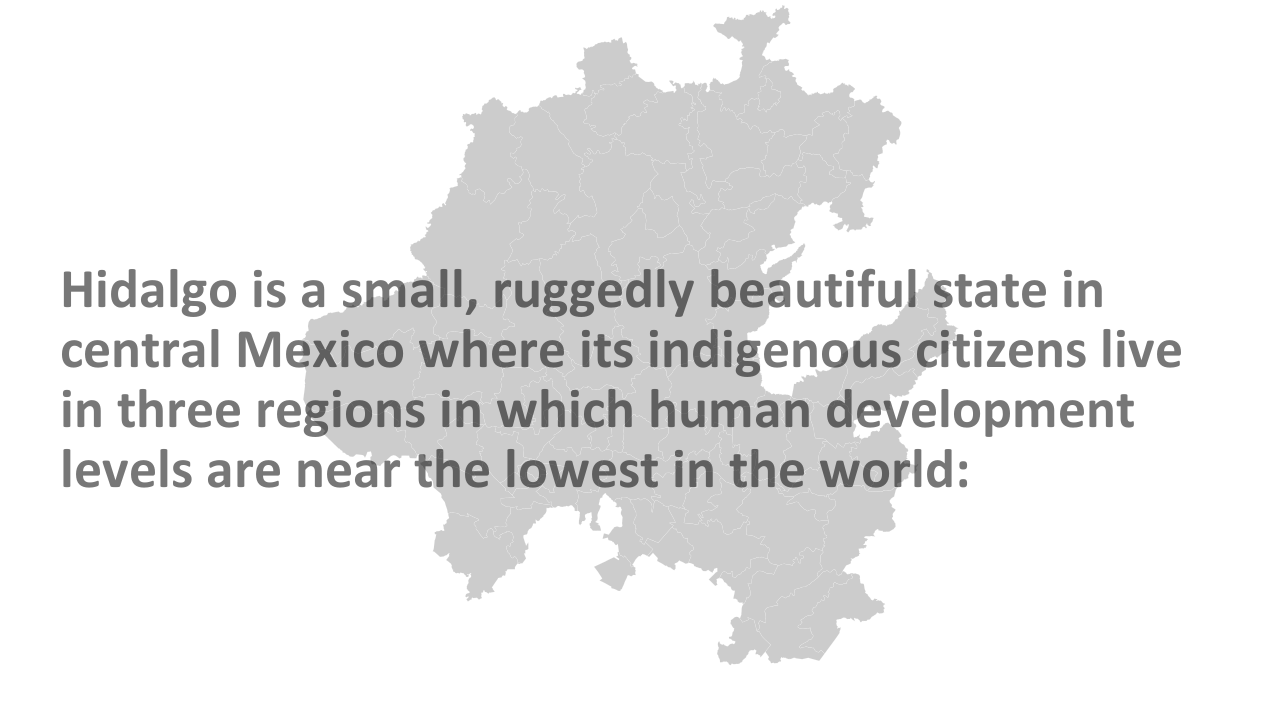 Hidalgo is a small, ruggedly beautiful state in
central Mexico where its indigenous citizens live
in three regions in which human development
levels are near the lowest in the world: